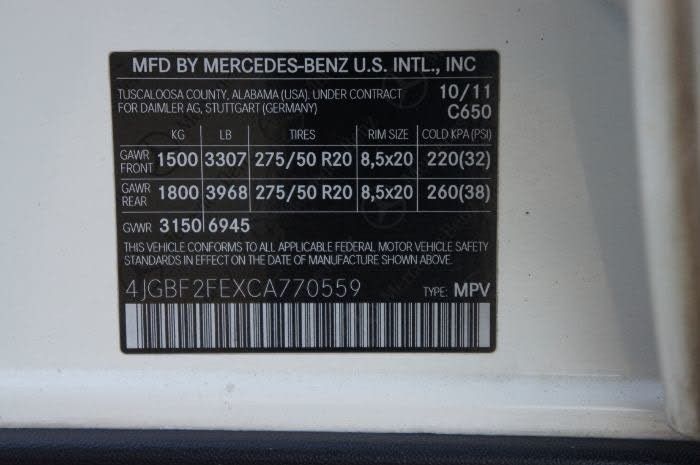 MFD BY MERCEDES-BENZ U.S. INTL., INC
TUSCALOOSA COUNTY, ALABAMA (USA), UNDER CONTRACT 10/11
FOR DAIMLER AG, STUTTGART (GERMANY) C650
KG LB TIRES RIM SIZE COLD KPA (PSI)
GAWR FRONT 1500 3307 275/50 R20 8,5x20 220(32)
GAWR REAR 1800 3968 275/50 R20 8,5x20 260(38)
GVWR 3150 6945
THIS VEHICLE CONFORMS TO ALL APPLICABLE FEDERAL MOTOR VEHICLE SAFETY
STANDARDS IN EFFECT ON THE DATE OF MANUFACTURE SHOWN ABOVE.
4JGBF2FEXCA770559 TYPE: MPV